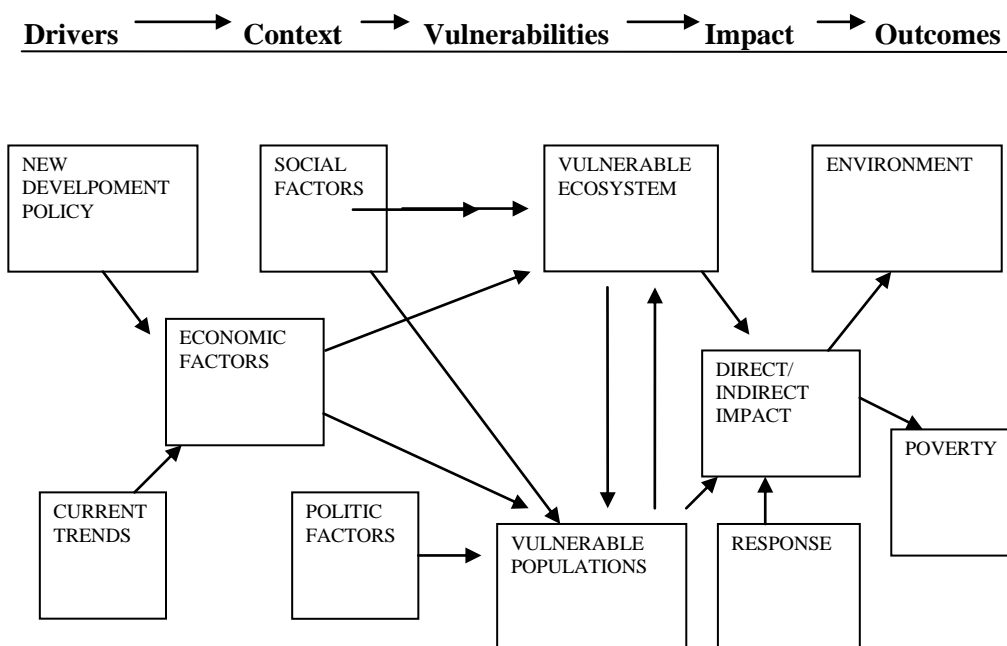 Drivers Context Vulnerabilities Impact Outcomes
NEW
DEVELPOMENT
POLICY
SOCIAL
FACTORS
VULNERABLE
ECOSYSTEM
ENVIRONMENT
ECONOMIC
FACTORS
DIRECT/
INDIRECT
IMPACT
POVERTY
CURRENT
TRENDS
POLITIC
FACTORS
VULNERABLE
POPULATIONS
RESPONSE